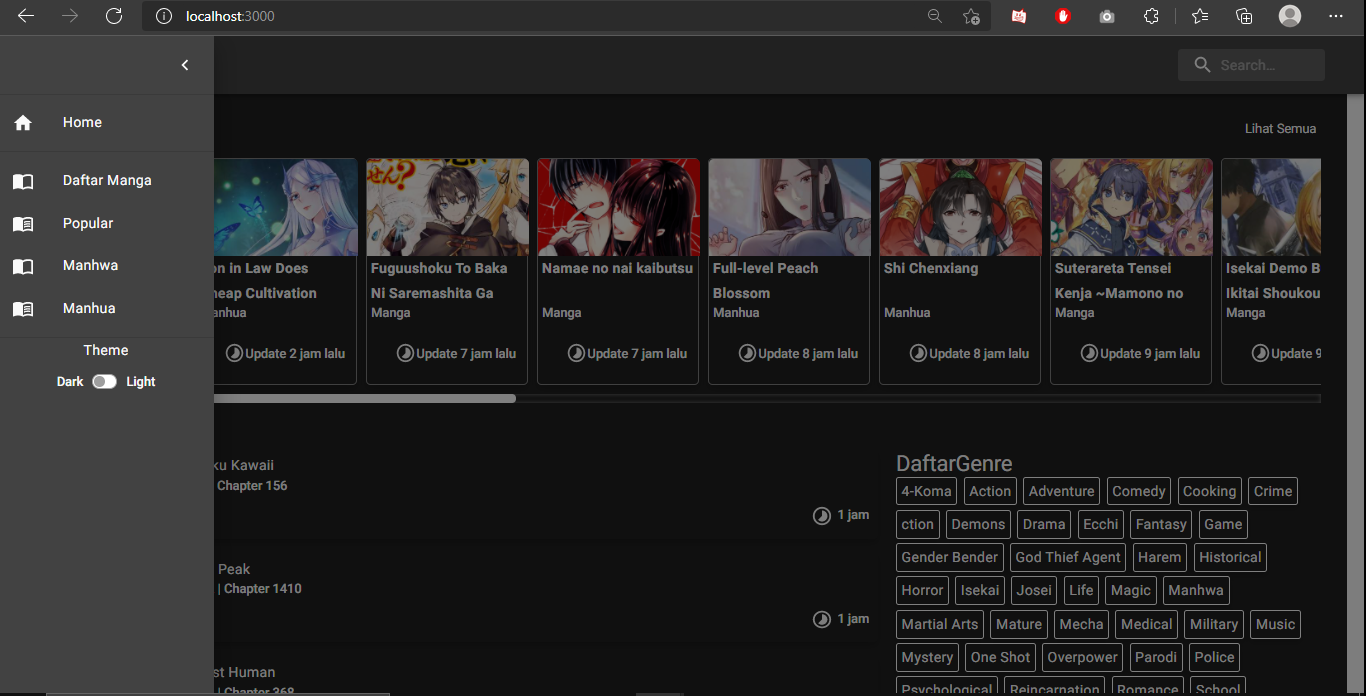 localhost:3000
Search...
Home
Daftar Manga
Popular
Manhwa
Manhua
Theme
Dark Light
Lihat Semua
on in Law Does
heap Cultivation
anhua
Update 2 jam lalu
せん?
Fuguushoku To Baka
Ni Saremashita Ga
Manga
Update 7 jam lalu
Namae no nai kaibutsu
Manga
Update 7 jam lalu
Full-level Peach
Blossom
Manhua
Update 8 jam lalu
Shi Chenxiang
Manhua
Update 8 jam lalu
Suterareta Tensei
Kenja ~Mamono no
Manga
Update 9 jam lalu
Isekai Demo B
Ikitai Shoukou
Manga
Update 9
ku Kawaii
Chapter 156
1 jam
Peak
| Chapter 1410
1 jam
st Human
| Chapter 368
DaftarGenre
4-Koma Action Adventure Comedy Cooking Crime
ction Demons Drama Ecchi Fantasy Game
Gender Bender God Thief Agent Harem Historical
Horror Isekai Josei Life Magic Manhwa
Martial Arts Mature Mecha Medical Military Music
Mystery One Shot Overpower Parodi Police
Psychological Reincarnation Romance School